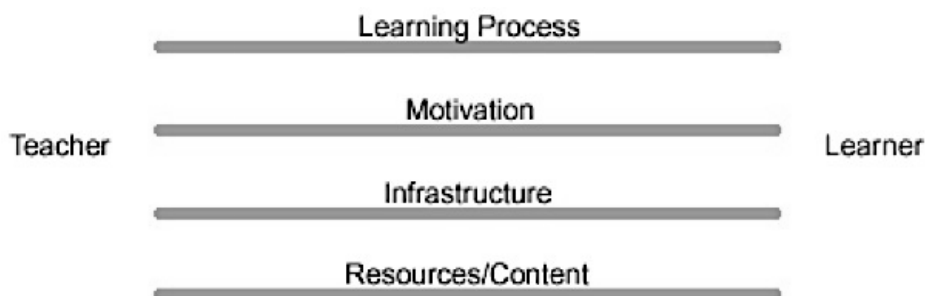 Learning Process
Motivation
Teacher
Learner
Infrastructure
Resources/Content